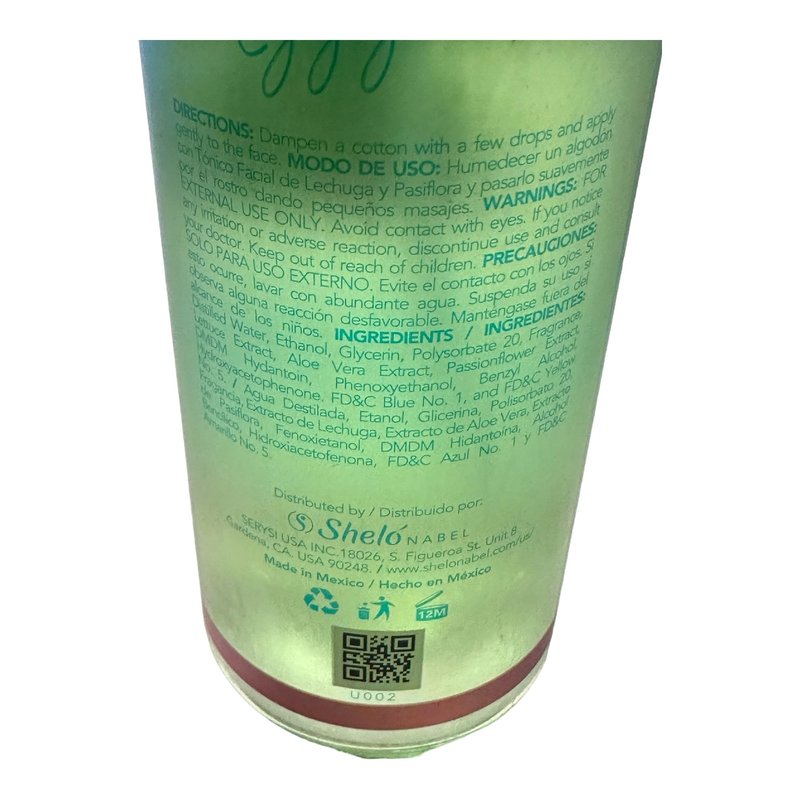 DIRECTIONS: Dampen a cotton with a few drops and apply
gently to the face. MODO DE USO: Humedecer un algodón
con Tónico Facial de Lechuga y Pasiflora y pasarlo suavemente
por el rostro dando pequeños masajes. WARNINGS: FOR
EXTERNAL USE ONLY. Avoid contact with eyes. If you notice
any irritation or adverse reaction, discontinue use and consult
your doctor. Keep out of reach of children. PRECAUCIONES:
SOLO PARA USO EXTERNO. Evite el contacto con los ojos. Si
esto ocurre, lavar con abundante agua. Suspenda su uso si
observa alguna reacción desfavorable. Manténgase fuera del
alcance de los niños. INGREDIENTS / INGREDIENTES:
Distilled Water, Ethanol, Glycerin, Polysorbate 20, Fragrance,
Lettuce Extract, Aloe Vera Extract, Passionflower Extract,
DMDM Hydantoin, Phenoxyethanol, Benzyl Alcohol,
Hydroxyacetophenone. FD&C Blue No. 1, and FD&C Yellow
No. 5. / Agua Destilada, Etanol, Glicerina, Polisorbato 20,
Fragancia, Extracto de Lechuga, Extracto de Aloe Vera, Extracto
de Pasiflora, Fenoxietanol, DMDM Hidantoína, Alcohol
Bencílico, Hidroxiacetofenona, FD&C Azul No. 1 y FD&C
Amarillo No. 5.
Distributed by / Distribuido por:
Sheló NABEL
SERYSI USA INC. 18026, S. Figueroa St. Unit B
Gardena, CA. USA 90248. / www.shelonabel.com/us/
Made in Mexico / Hecho en México
12M
U002